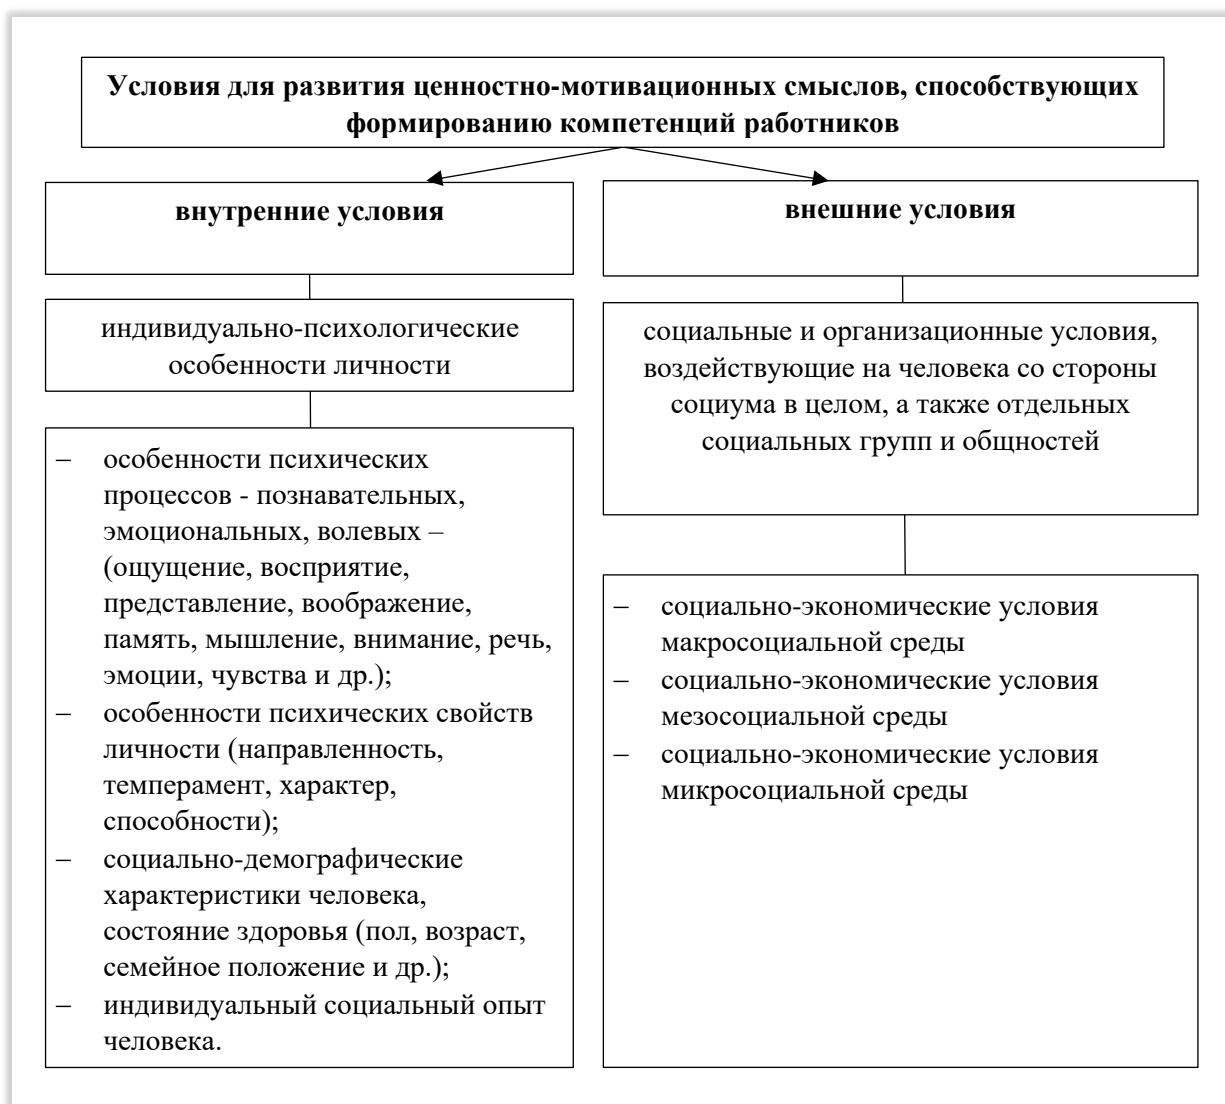 Условия для развития ценностно-мотивационных смыслов, способствующих
формированию компетенций работников
внутренние условия
индивидуально-психологические
особенности личности
– особенности психических
процессов - познавательных,
эмоциональных, волевых –
(ощущение, восприятие,
представление, воображение,
память, мышление, внимание, речь,
эмоции, чувства и др.);
– особенности психических свойств
личности (направленность,
темперамент, характер,
способности);
– социально-демографические
характеристики человека,
состояние здоровья (пол, возраст,
семейное положение и др.);
– индивидуальный социальный опыт
человека.
внешние условия
социальные и организационные условия,
воздействующие на человека со стороны
социума в целом, а также отдельных
социальных групп и общностей
– социально-экономические условия
макросоциальной среды
– социально-экономические условия
мезосоциальной среды
– социально-экономические условия
микросоциальной среды